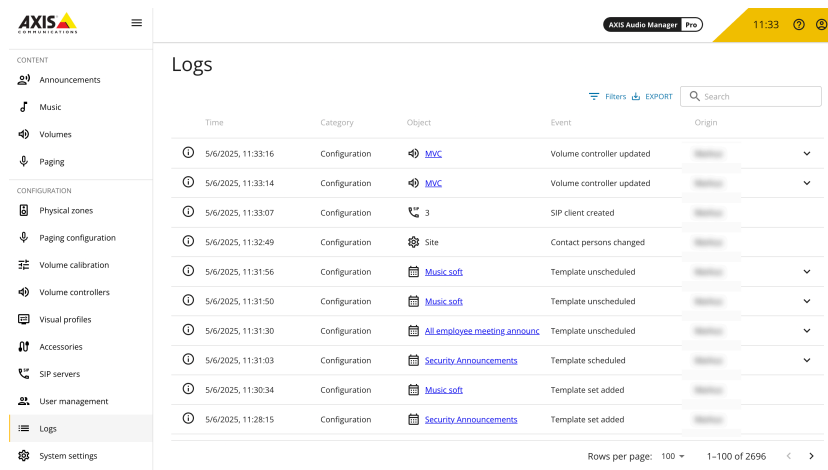 AXIS
COMMUNICATIONS
AXIS Audio Manager Pro
11:33
CONTENT
Announcements
Music
Volumes
Paging
CONFIGURATION
Physical zones
Paging configuration
Volume calibration
Volume controllers
Visual profiles
Accessories
SIP servers
User management
Logs
System settings
Logs
Filters EXPORT Search
Time Category Object Event Origin
5/6/2025, 11:33:16 Configuration MVC Volume controller updated
5/6/2025, 11:33:14 Configuration MVC Volume controller updated
5/6/2025, 11:33:07 Configuration 3 SIP client created
5/6/2025, 11:32:49 Configuration Site Contact persons changed
5/6/2025, 11:31:56 Configuration Music soft Template unscheduled
5/6/2025, 11:31:50 Configuration Music soft Template unscheduled
5/6/2025, 11:31:30 Configuration All employee meeting announc Template unscheduled
5/6/2025, 11:31:03 Configuration Security Announcements Template scheduled
5/6/2025, 11:30:34 Configuration Music soft Template set added
5/6/2025, 11:28:15 Configuration Security Announcements Template set added
Rows per page: 100 1–100 of 2696